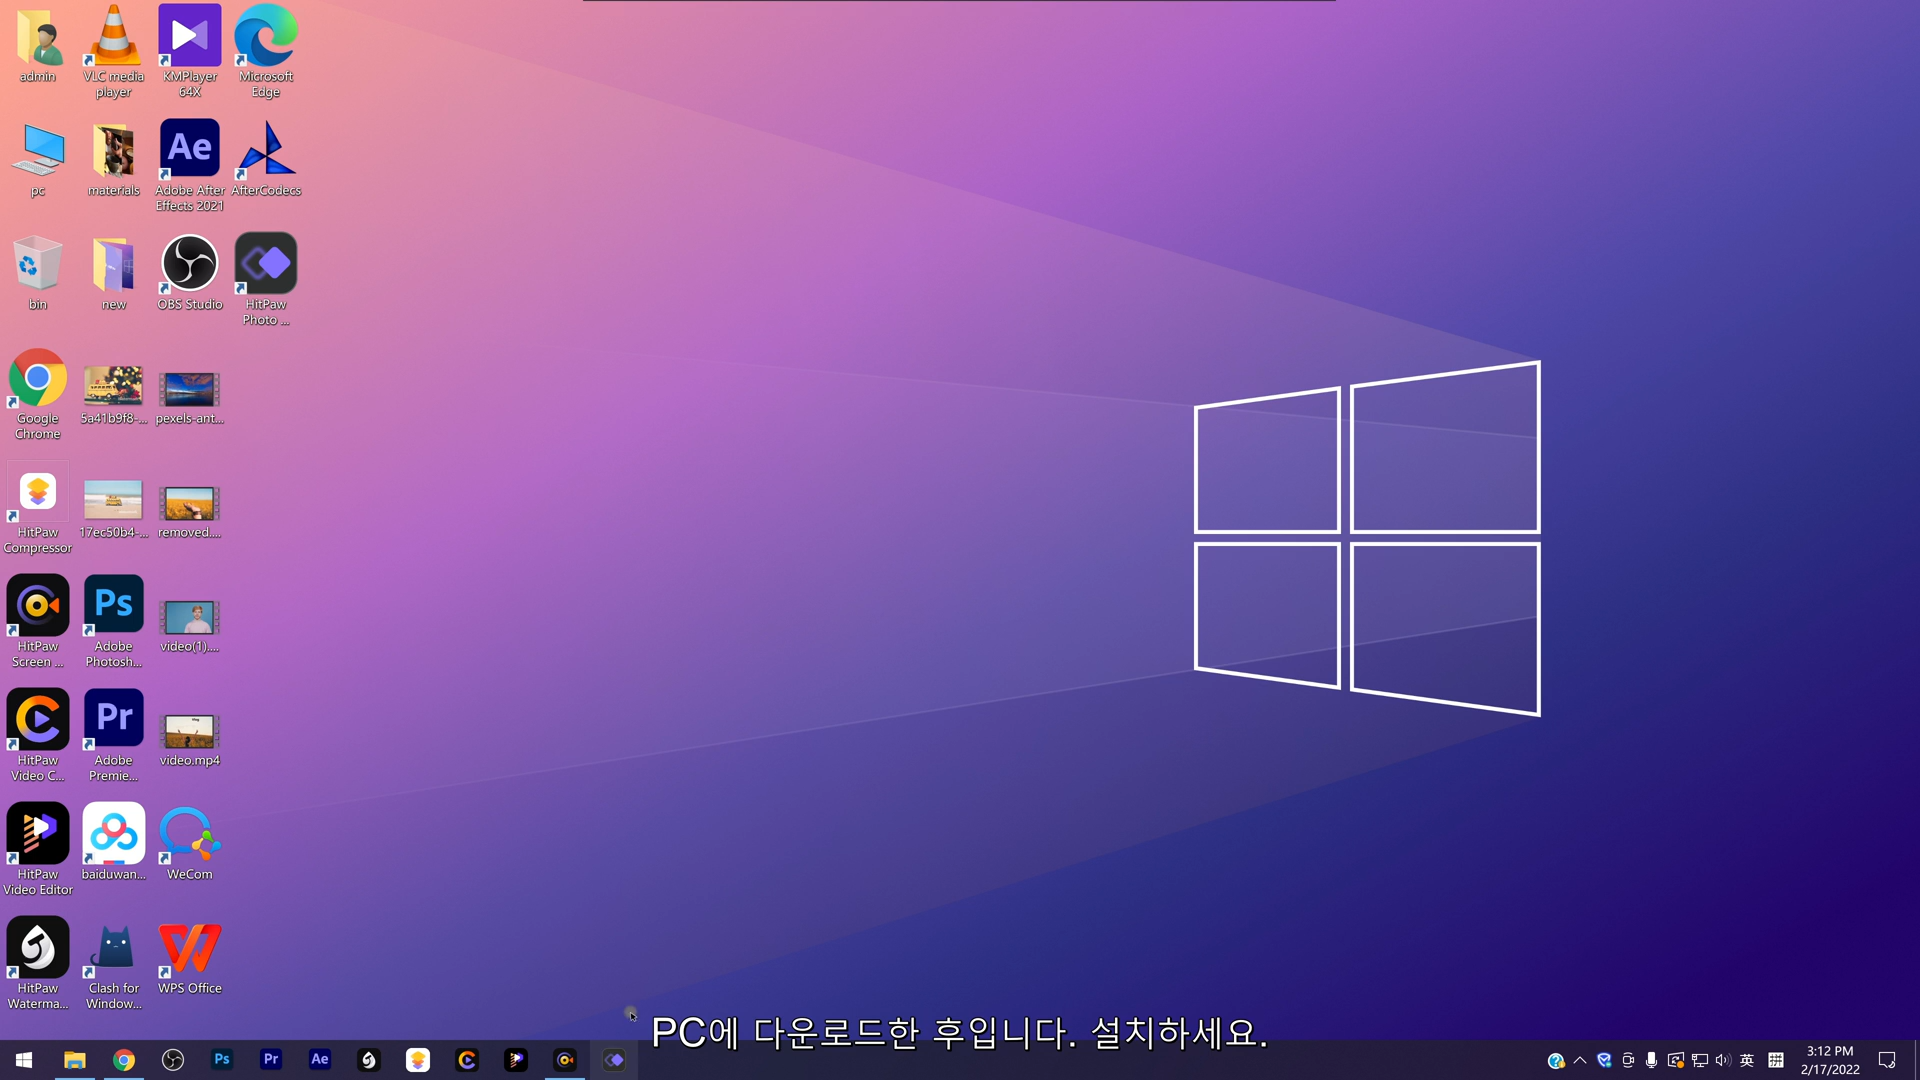 admin
VLC media
player
KMPlayer
64X
Microsoft
Edge
pc
materials
Ae
Adobe After
Effects 2021
AfterCodecs
bin
new
OBS Studio
HitPaw
Photo ...
Google
Chrome
5a41b9f8-...
pexels-ant...
HitPaw
Compressor
17ec50b4-...
removed....
HitPaw
Screen ...
Ps
Adobe
Photosh...
video(1)....
HitPaw
Video C...
Pr
Adobe
Premie...
video.mp4
HitPaw
Video Editor
baiduwan...
WeCom
HitPaw
Waterma...
Clash for
Window...
WPS Office
PC에 다운로드한 후입니다. 설치하세요.
Ps
Pr
Ae
英
拼
3:12 PM
2/17/2022